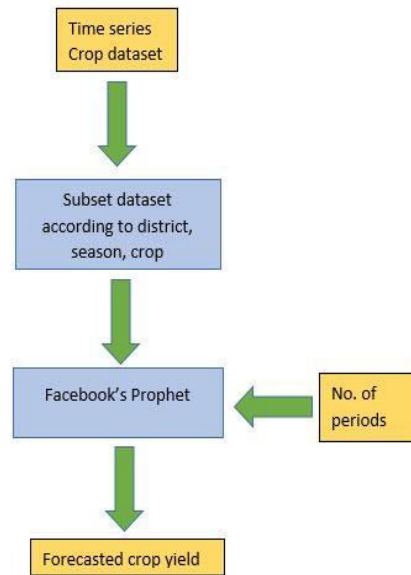 Time series
Crop dataset
Subset dataset
according to district,
season, crop
Facebook's Prophet
No. of
periods
Forecasted crop yield